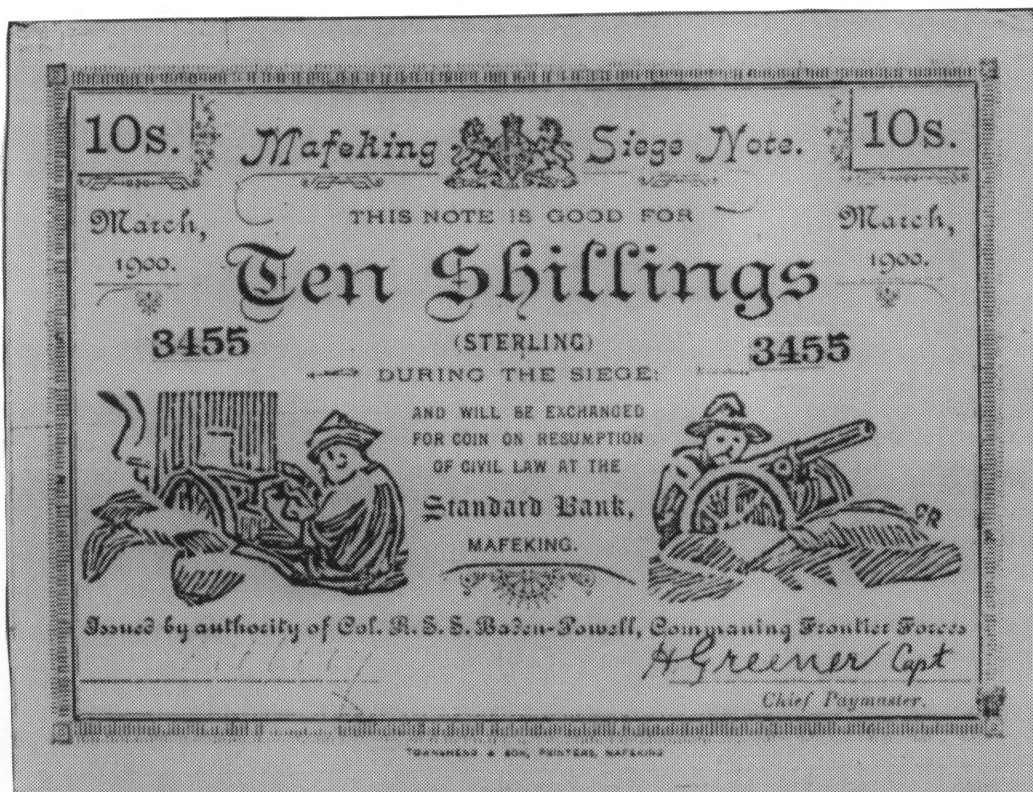 10s. Mafeking Siege Note. 10s.
March, 1900. March, 1900.
THIS NOTE IS GOOD FOR
Ten Shillings
3455 (STERLING) 3455
DURING THE SIEGE:
AND WILL BE EXCHANGED
FOR COIN ON RESUMPTION
OF CIVIL LAW AT THE
Standard Bank,
MAFEKING.
Issued by authority of Col. R. S. S. Baden-Powell, Commaning Frontier Forces
H Greener Capt
Chief Paymaster.
TOWNSHEND & SON, PRINTERS, MAFEKING